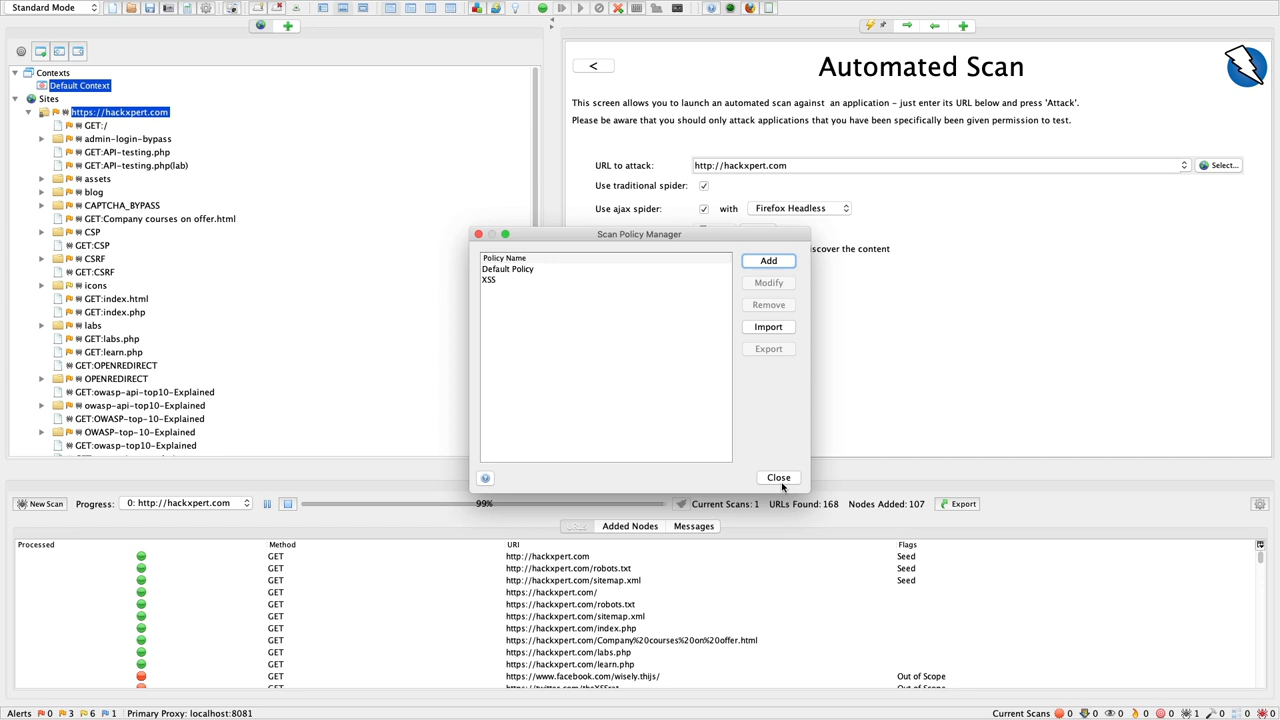 Standard Mode
Contexts
Default Context
Sites
https://hackxpert.com
GET:/
admin-login-bypass
GET:API-testing.php
GET:API-testing.php(lab)
assets
blog
CAPTCHA_BYPASS
GET:Company courses on offer.html
CSP
GET:CSP
CSRF
GET:CSRF
icons
GET:index.html
GET:index.php
labs
GET:labs.php
GET:learn.php
GET:OPENREDIRECT
OPENREDIRECT
GET:owasp-api-top10-Explained
owasp-api-top10-Explained
GET:OWASP-top-10-Explained
OWASP-top-10-Explained
GET:owasp-top10-Explained
<
Automated Scan
This screen allows you to launch an automated scan against an application - just enter its URL below and press 'Attack'.
Please be aware that you should only attack applications that you have been specifically been given permission to test.
URL to attack: http://hackxpert.com Select...
Use traditional spider:
Use ajax spider: with Firefox Headless
iscover the content
Scan Policy Manager
Policy Name
Default Policy
XSS
Add
Modify
Remove
Import
Export
Close
New Scan Progress: 0: http://hackxpert.com 99% Current Scans: 1 URLs Found: 168 Nodes Added: 107 Export
URLs Added Nodes Messages
Processed Method URI Flags
GET http://hackxpert.com Seed
GET http://hackxpert.com/robots.txt Seed
GET http://hackxpert.com/sitemap.xml Seed
GET https://hackxpert.com/
GET https://hackxpert.com/robots.txt
GET https://hackxpert.com/sitemap.xml
GET https://hackxpert.com/index.php
GET https://hackxpert.com/Company%20courses%20on%20offer.html
GET https://hackxpert.com/labs.php
GET https://hackxpert.com/learn.php
GET https://www.facebook.com/wisely.thijs/ Out of Scope
GET https://twitter.com/theXSSrat Out of Scope
Alerts 0 3 6 1 Primary Proxy: localhost:8081 Current Scans 0 0 0 0 0 1 0 0 0